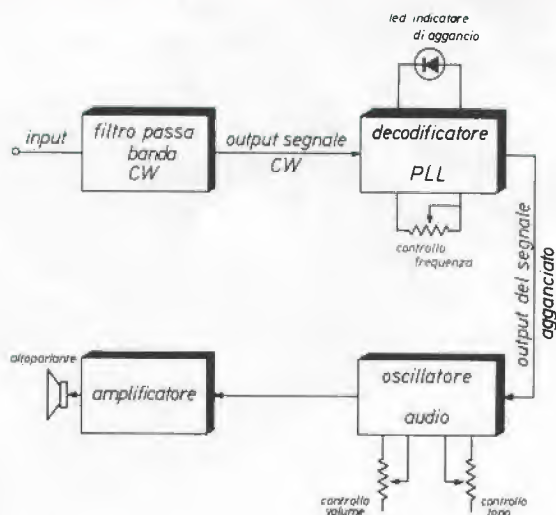 led indicatore
di aggancio
input
filtro passa
banda
CW
output segnale
CW
decodificatore
PLL
controllo
frequenza
output del segnale
agganciato
altoparlante
amplificatore
oscillatore
audio
controllo
volume
controllo
tono